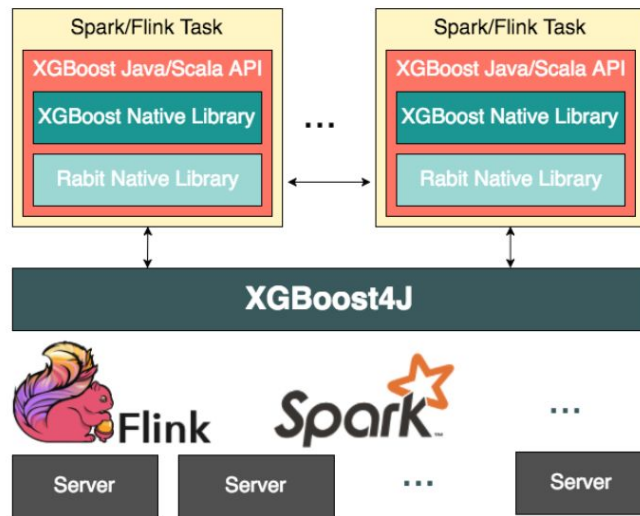 Spark/Flink Task
XGBoost Java/Scala API
XGBoost Native Library
Rabit Native Library
...
Spark/Flink Task
XGBoost Java/Scala API
XGBoost Native Library
Rabit Native Library
XGBoost4J
Flink
Spark™
...
Server
Server
...
Server